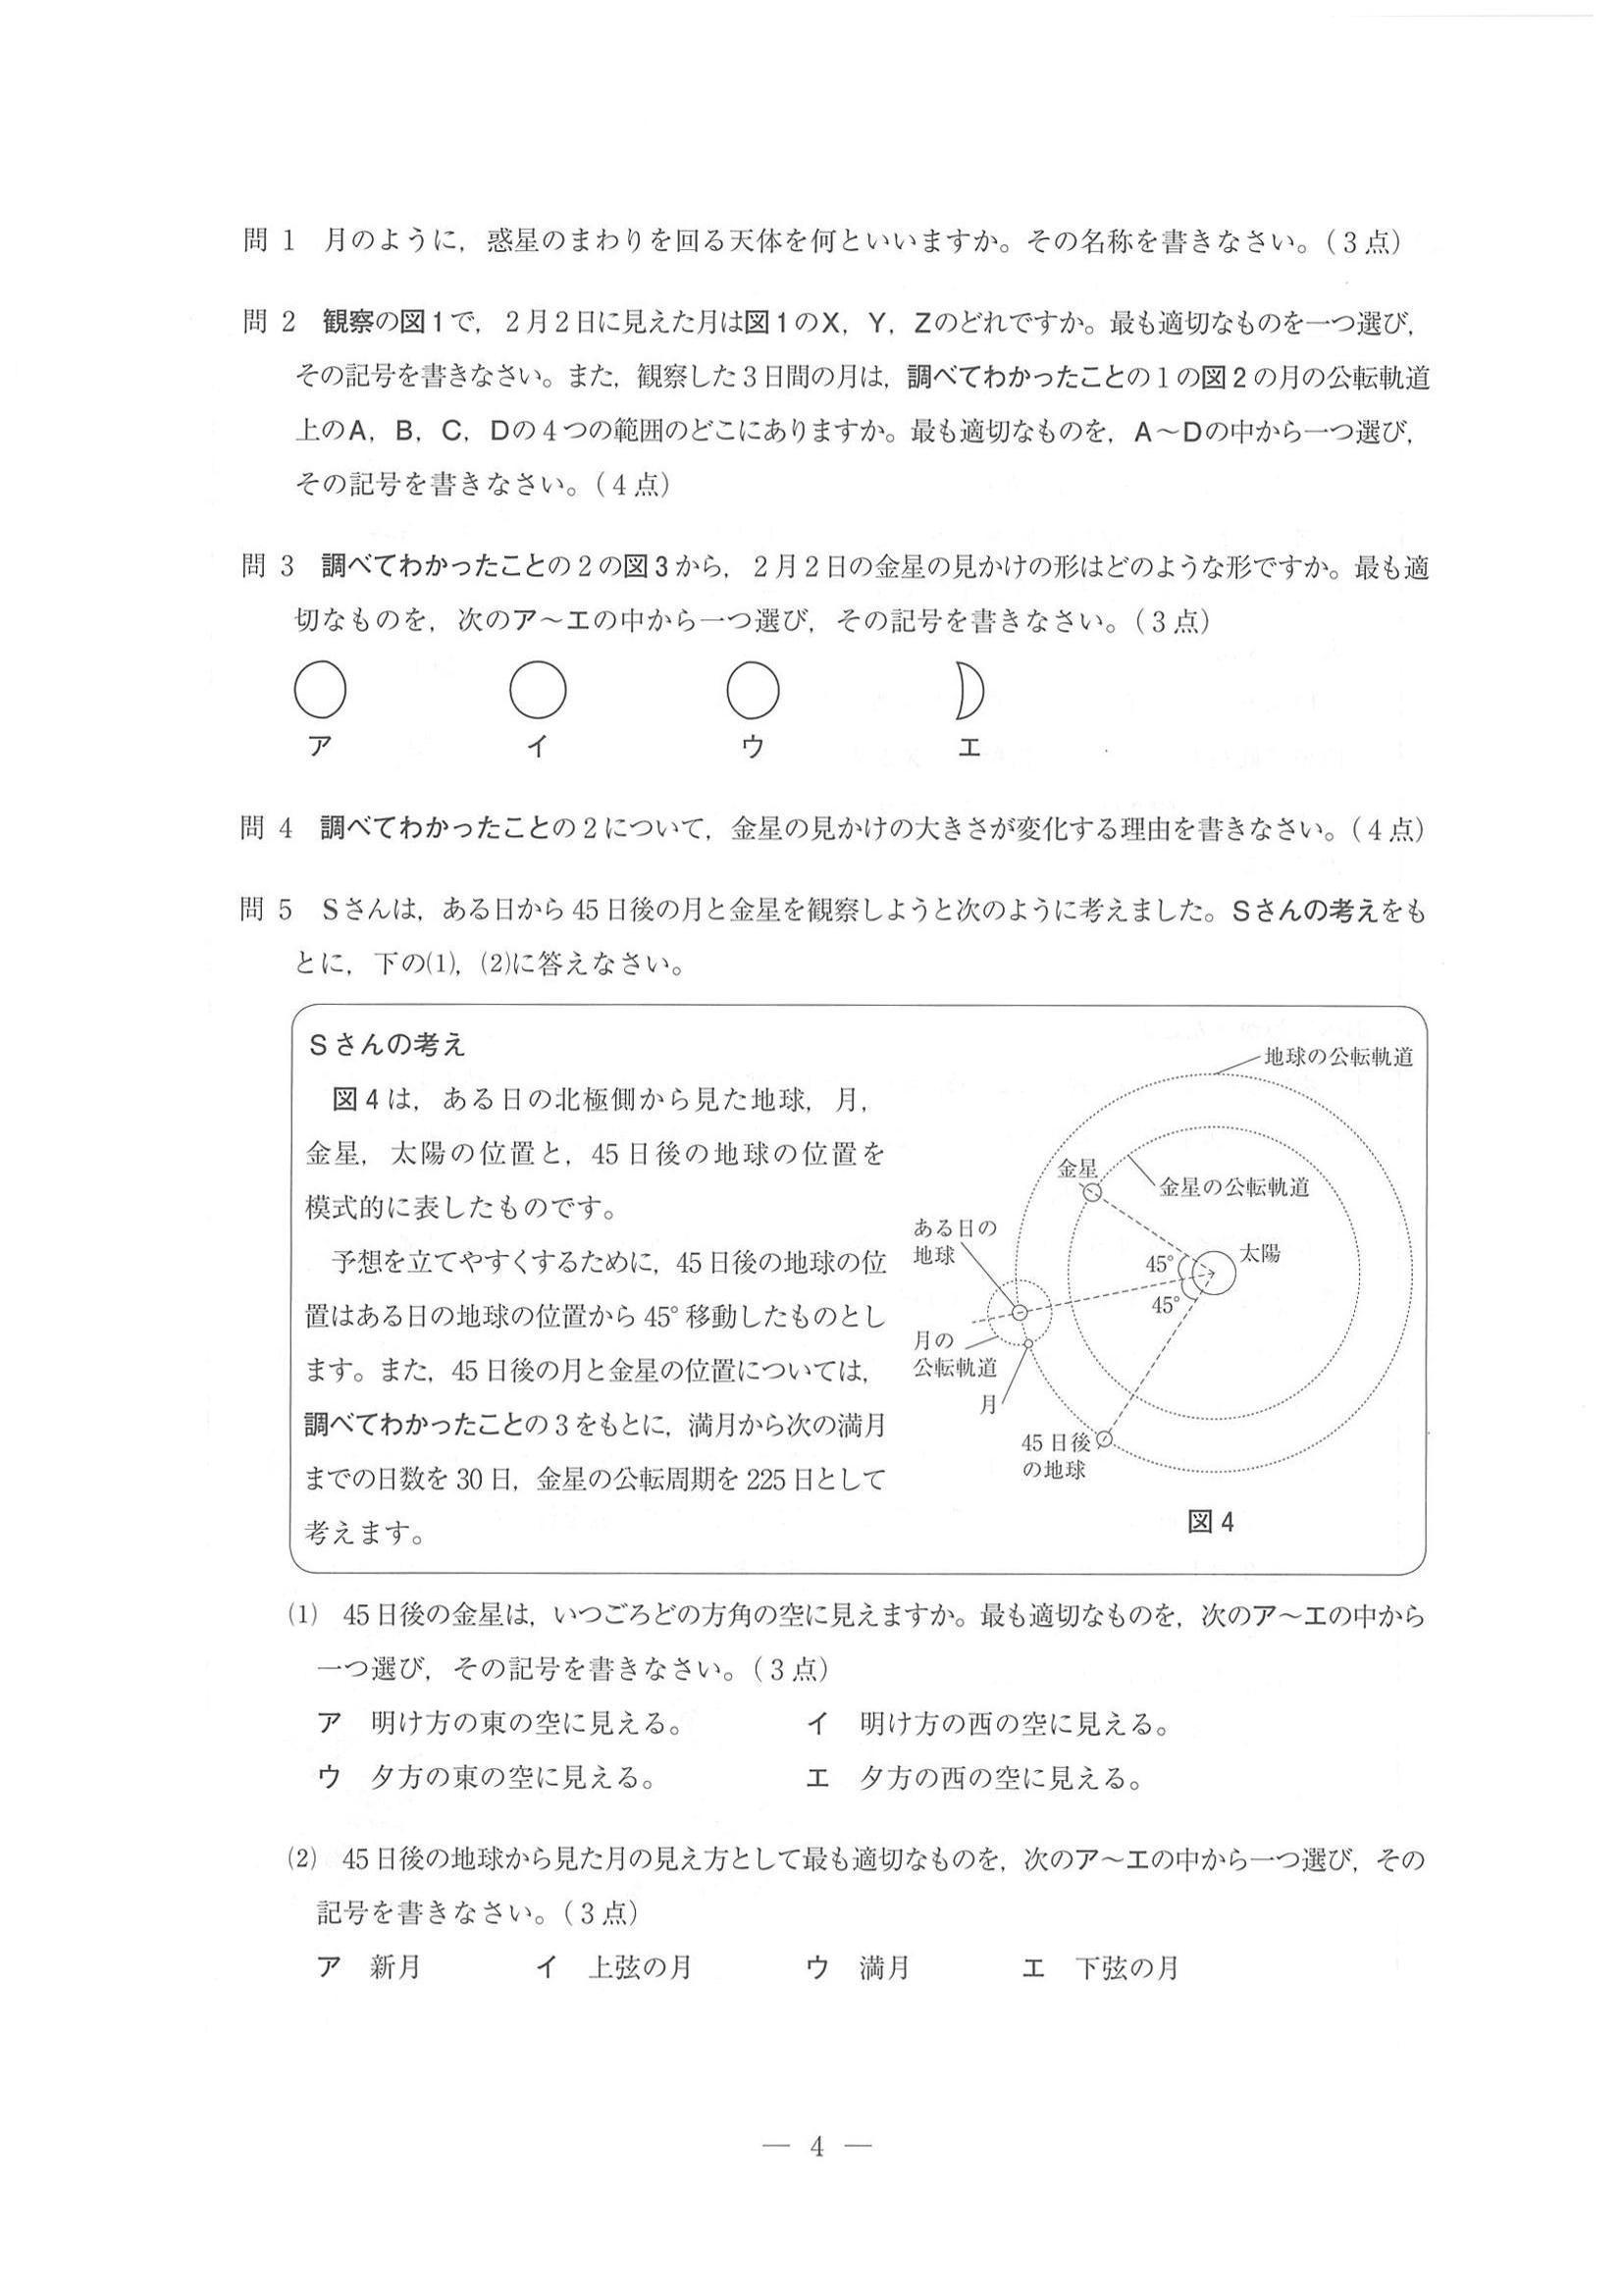 問 1　月のように，惑星のまわりを回る天体を何といいますか。その名称を書きなさい。（3点）
問 2　観察の図1で，2月2日に見えた月は図1のX，Y，Zのどれですか。最も適切なものを一つ選び，
その記号を書きなさい。また，観察した3日間の月は，調べてわかったことの1の図2の月の公転軌道
上のA，B，C，Dの4つの範囲のどこにありますか。最も適切なものを，A～Dの中から一つ選び，
その記号を書きなさい。（4点）
問 3　調べてわかったことの2の図3から，2月2日の金星の見かけの形はどのような形ですか。最も適
切なものを，次のア～エの中から一つ選び，その記号を書きなさい。（3点）
ア　イ　ウ　エ
問 4　調べてわかったことの2について，金星の見かけの大きさが変化する理由を書きなさい。（4点）
問 5　Sさんは，ある日から45日後の月と金星を観察しようと次のように考えました。Sさんの考えをも
とに，下の⑴，⑵に答えなさい。
Sさんの考え
図4は，ある日の北極側から見た地球，月，
金星，太陽の位置と，45日後の地球の位置を
模式的に表したものです。
予想を立てやすくするために，45日後の地球の位
置はある日の地球の位置から45°移動したものとし
ます。また，45日後の月と金星の位置については，
調べてわかったことの3をもとに，満月から次の満月
までの日数を30日，金星の公転周期を225日として
考えます。
地球の公転軌道
金星
金星の公転軌道
ある日の
地球
45°
太陽
45°
月の
公転軌道
月
45日後
の地球
図4
⑴　45日後の金星は，いつごろどの方角の空に見えますか。最も適切なものを，次のア～エの中から
一つ選び，その記号を書きなさい。（3点）
ア　明け方の東の空に見える。　イ　明け方の西の空に見える。
ウ　夕方の東の空に見える。　エ　夕方の西の空に見える。
⑵　45日後の地球から見た月の見え方として最も適切なものを，次のア～エの中から一つ選び，その
記号を書きなさい。（3点）
ア　新月　イ　上弦の月　ウ　満月　エ　下弦の月
— 4 —